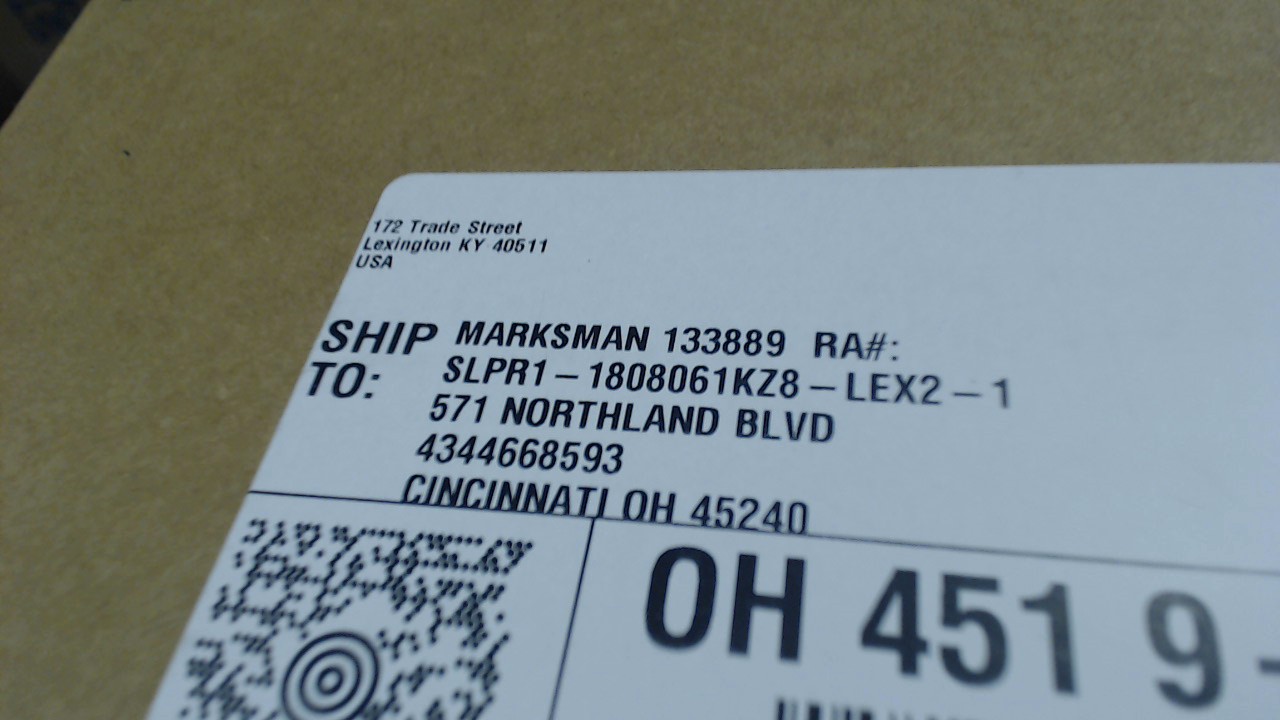 172 Trade Street
Lexington KY 40511
USA
SHIP TO:
MARKSMAN 133889 RA#:
SLPR1-1808061KZ8-LEX2-1
571 NORTHLAND BLVD
4344668593
CINCINNATI OH 45240
OH 451 9-